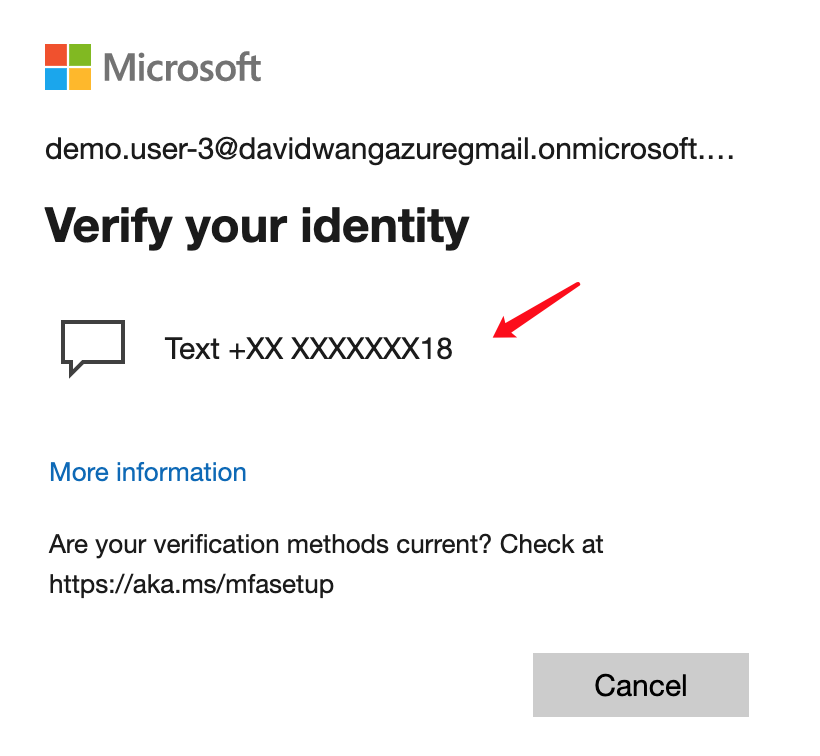 Microsoft
demo.user-3@davidwangazuregmail.onmicrosoft....
Verify your identity
Text +XX XXXXXXX18
More information
Are your verification methods current? Check at
https://aka.ms/mfasetup
Cancel